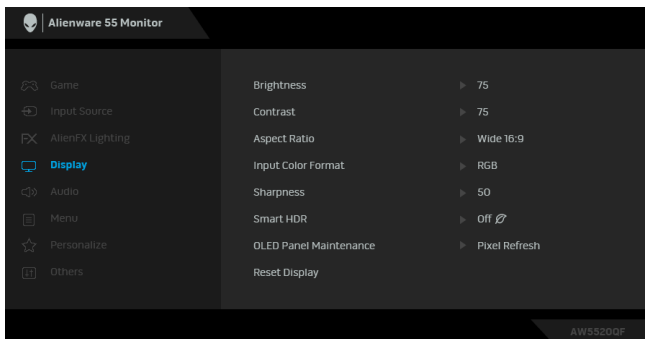 Alienware 55 Monitor
Game
Input Source
AlienFX Lighting
Display
Audio
Menu
Personalize
Others
Brightness 75
Contrast 75
Aspect Ratio Wide 16:9
Input Color Format RGB
Sharpness 50
Smart HDR Off
OLED Panel Maintenance Pixel Refresh
Reset Display
AW5520QF